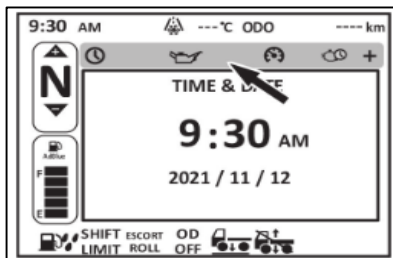 9:30 AM ---℃ ODO ---- km
N
TIME & DATE
9:30 AM
2021 / 11 / 12
AdBlue
F
E
SHIFT LIMIT
ESCORT ROLL
OD OFF